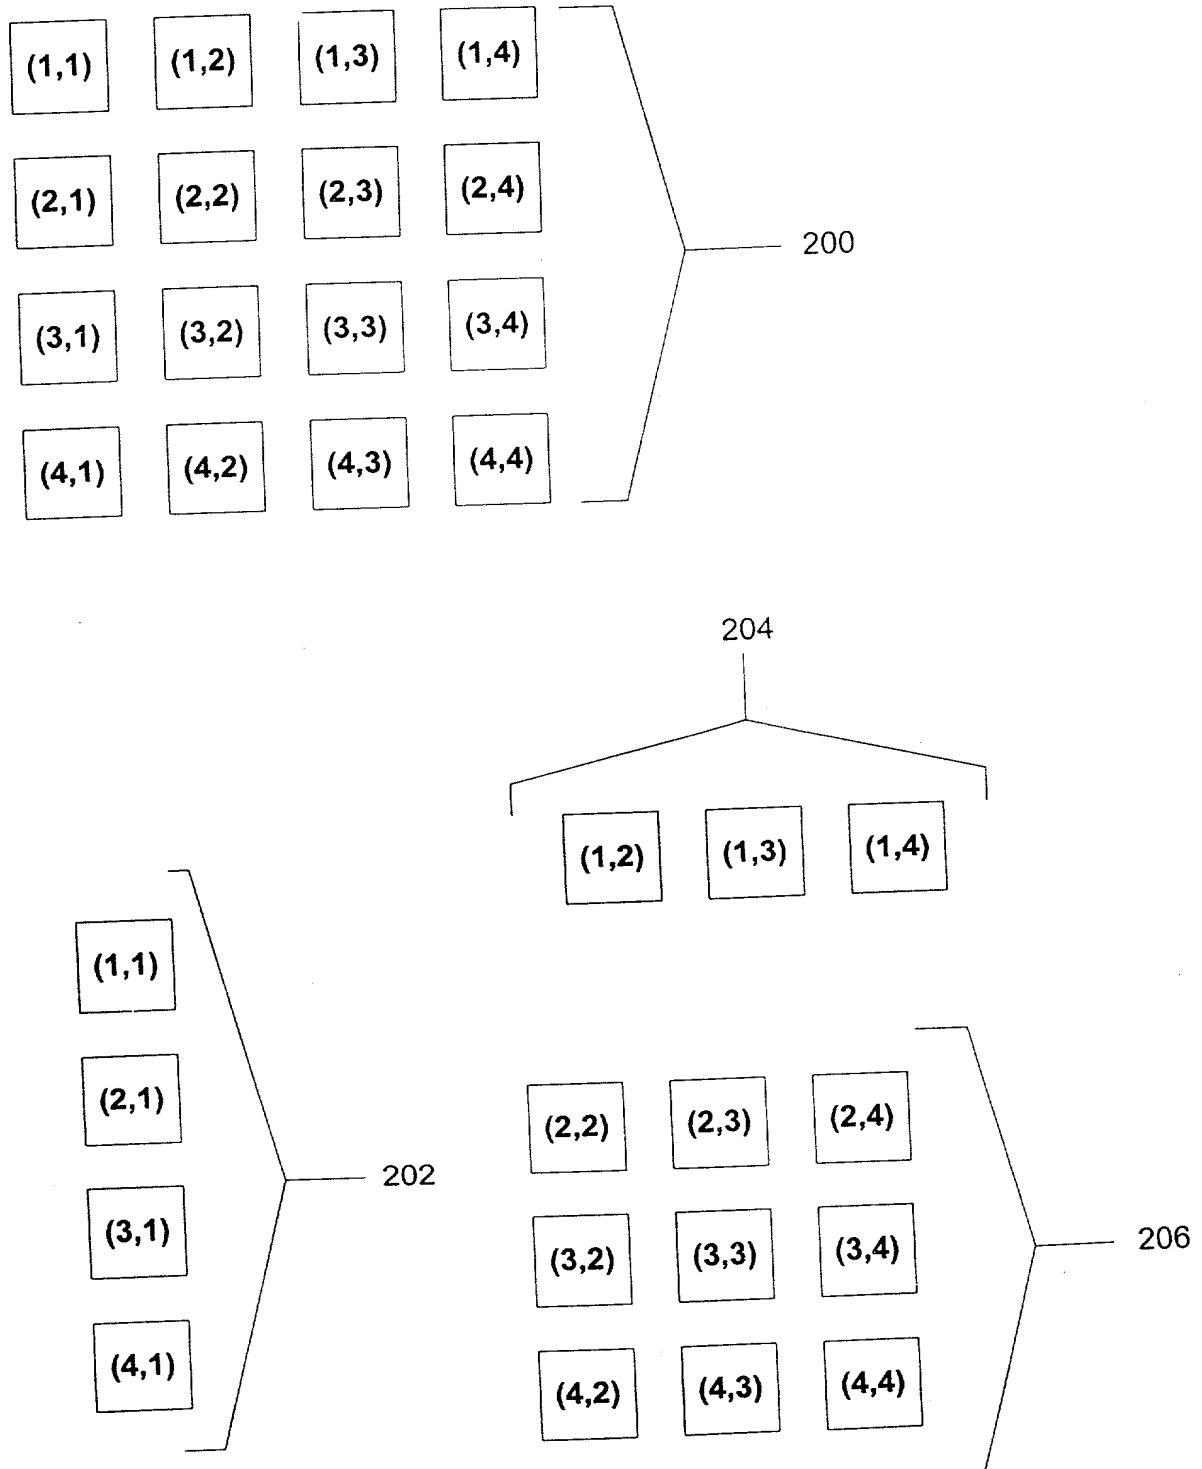 (1,1) (1,2) (1,3) (1,4)
(2,1) (2,2) (2,3) (2,4)
200
(3,1) (3,2) (3,3) (3,4)
(4,1) (4,2) (4,3) (4,4)
204
(1,2) (1,3) (1,4)
(1,1)
(2,1)
(3,1)
(4,1)
202
(2,2) (2,3) (2,4)
(3,2) (3,3) (3,4)
206
(4,2) (4,3) (4,4)